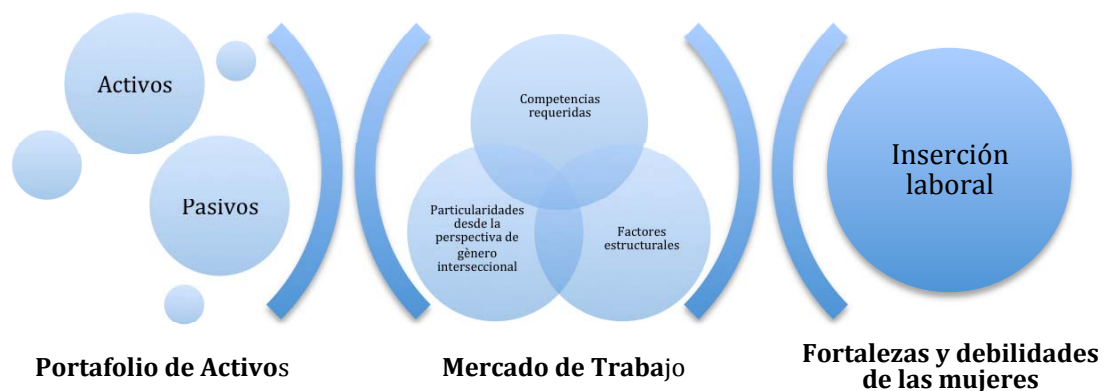 Activos
Pasivos
Portafolio de Activos
Competencias
requeridas
Particularidades
desde la
perspectiva de
gènero
interseccional
Factores
estructurales
Mercado de Trabajo
Inserción
laboral
Fortalezas y debilidades
de las mujeres